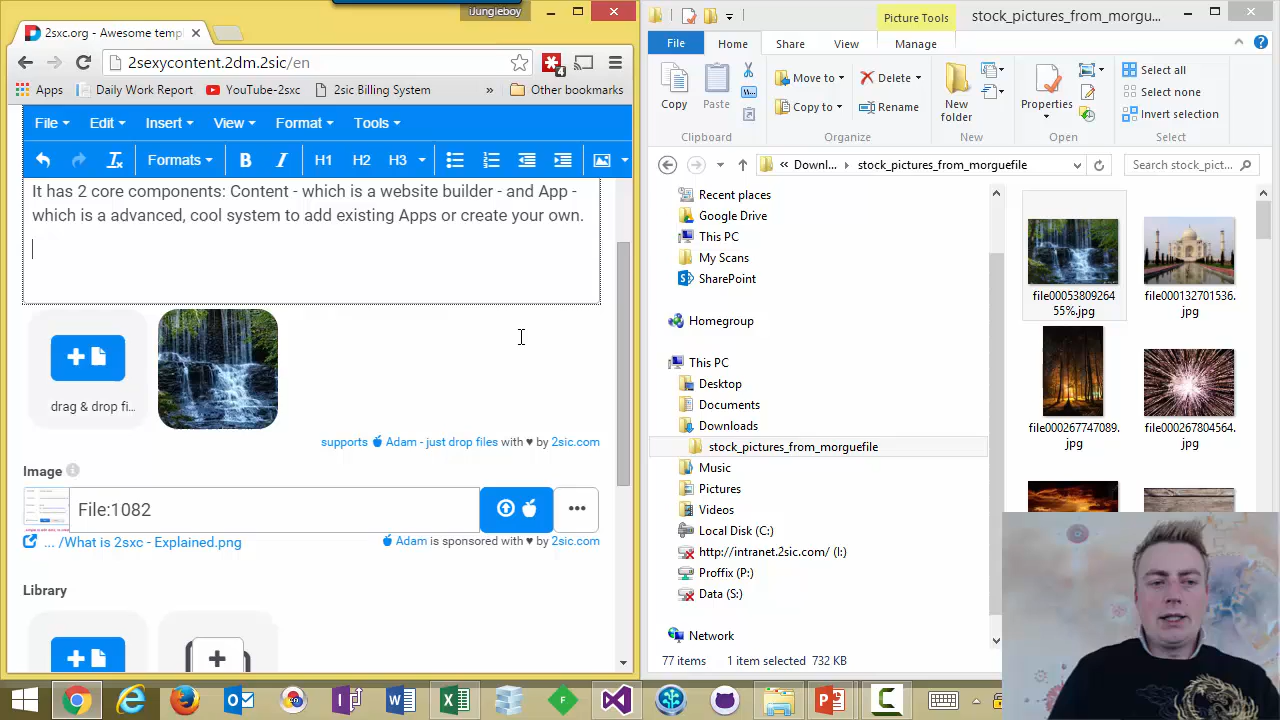 iJungleboy
2sxc.org - Awesome templ
2sexycontent.2dm.2sic/en
4
Apps
Daily Work Report
YouTube-2sxc
2sic Billing System
»
Other bookmarks
File
Edit
Insert
View
Format
Tools
Formats
B
I
H1
H2
H3
It has 2 core components: Content - which is a website builder - and App -
which is a advanced, cool system to add existing Apps or create your own.
drag & drop fi...
supports Adam - just drop files with ♥ by 2sic.com
Image
File:1082
... /What is 2sxc - Explained.png
Adam is sponsored with ♥ by 2sic.com
Library
Picture Tools
stock_pictures_from_morgu...
File
Home
Share
View
Manage
Copy
Paste
Clipboard
Move to
Copy to
Delete
Rename
Organize
New
folder
New
Properties
Open
Select all
Select none
Invert selection
Select
« Downl...
stock_pictures_from_morguefile
Search stock_pict...
Recent places
Google Drive
This PC
My Scans
SharePoint
Homegroup
This PC
Desktop
Documents
Downloads
stock_pictures_from_morguefile
Music
Pictures
Videos
Local Disk (C:)
http://intranet.2sic.com/ (I:)
Proffix (P:)
Data (S:)
Network
file00053809264
55%.jpg
file000132701536.
jpg
file000267747089.
jpg
file000267804564.
jpg
77 items
1 item selected 732 KB